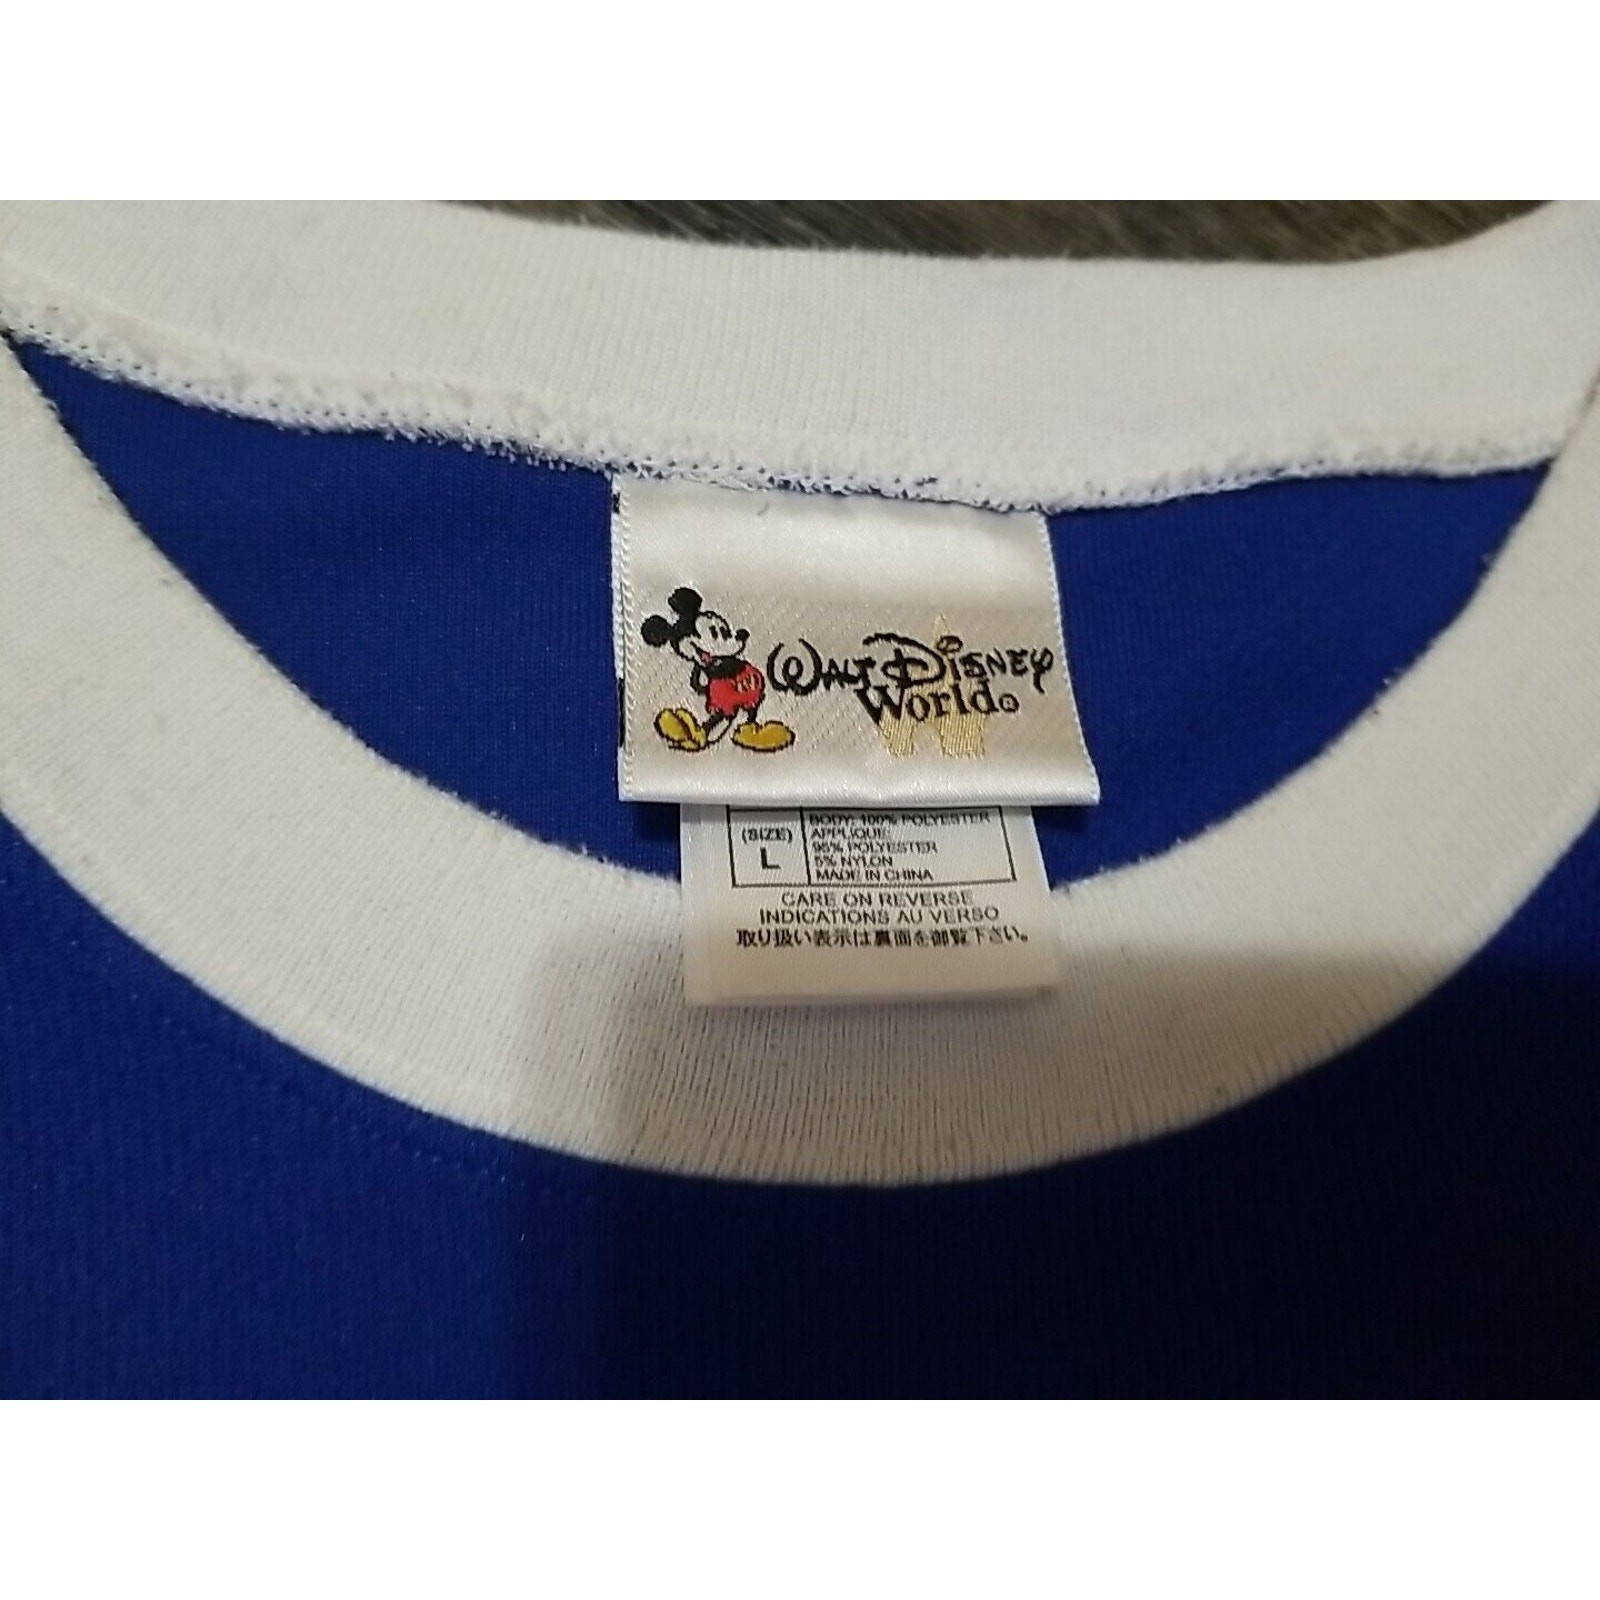 WALT DISNEY
World
(SIZE)
L
BODY: 100% POLYESTER
APPLIQUE:
95% POLYESTER
5% NYLON
MADE IN CHINA
CARE ON REVERSE
INDICATIONS AU VERSO
取り扱い表示は裏面を御覧下さい。